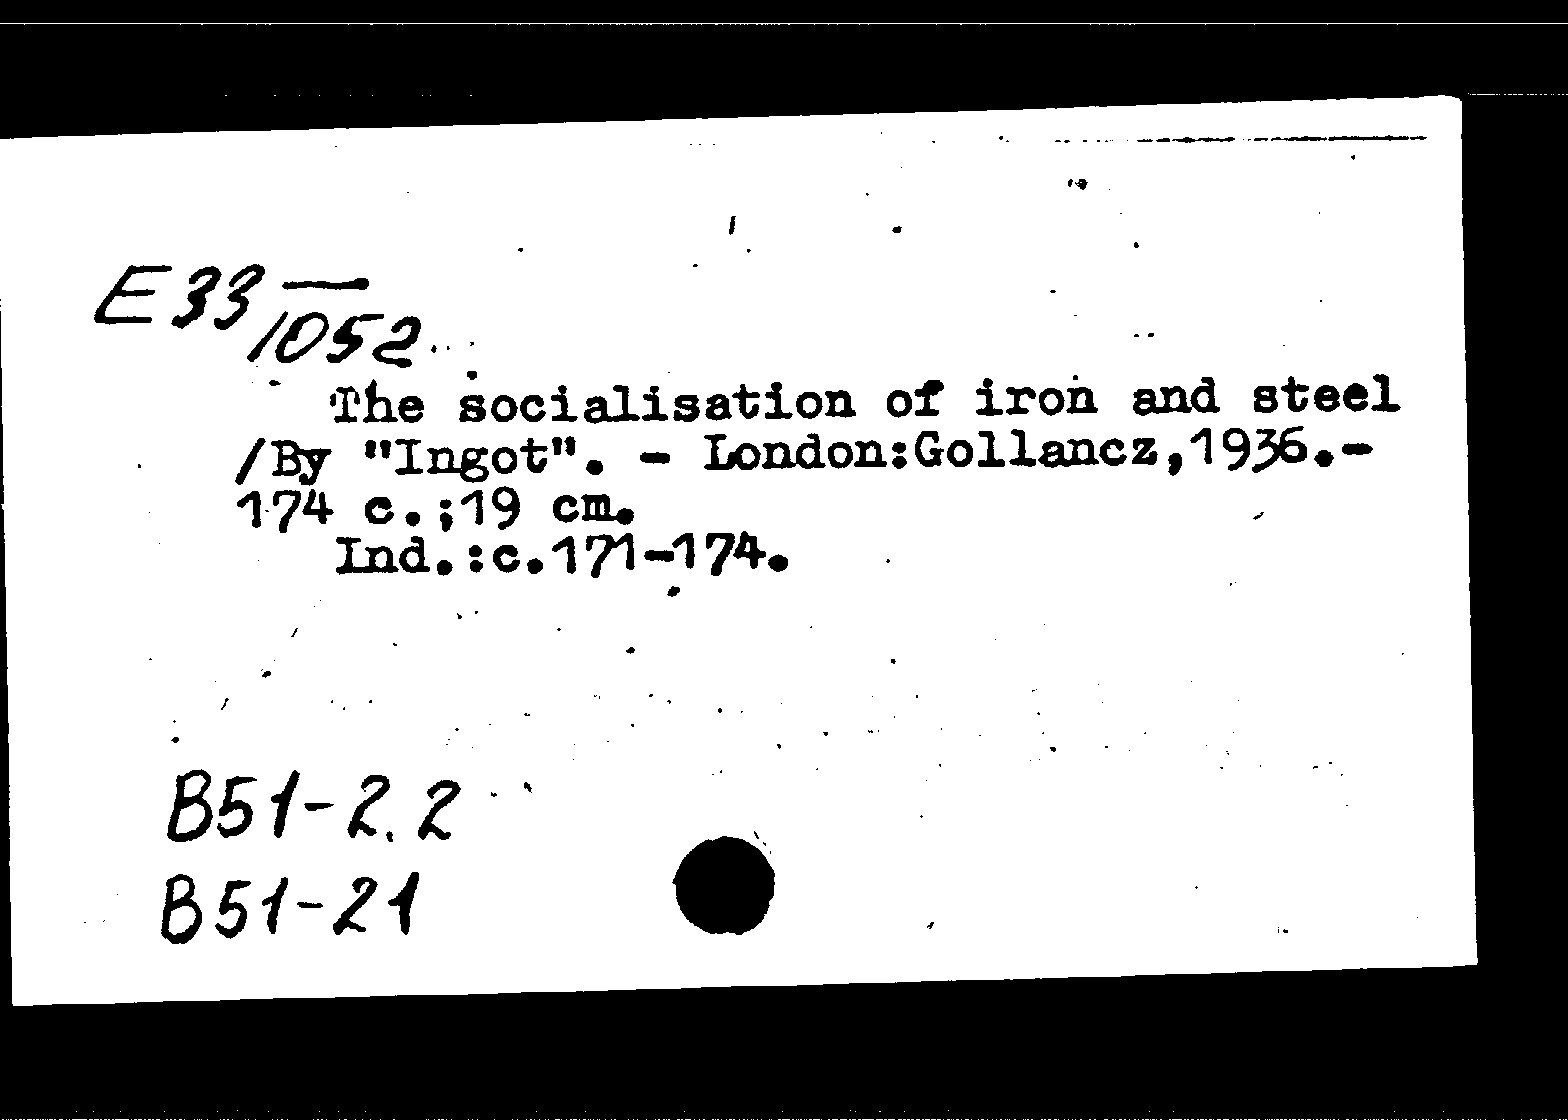 E33—
/1052
The socialisation of iron and steel
/By "Ingot". - London:Gollancz,1936.-
174 c.;19 cm.
Ind.:c.171-174.
B51-2.2
B51-21